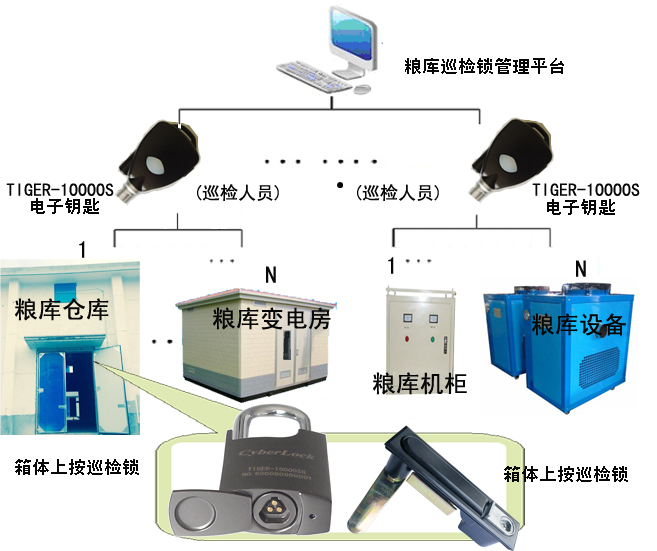 粮库巡检锁管理平台
TIGER-10000S
电子钥匙
(巡检人员)
(巡检人员)
TIGER-10000S
电子钥匙
1
N
1
N
粮库仓库
粮库变电房
粮库机柜
粮库设备
箱体上按巡检锁
CyberLock
TIGER-10000S
箱体上按巡检锁